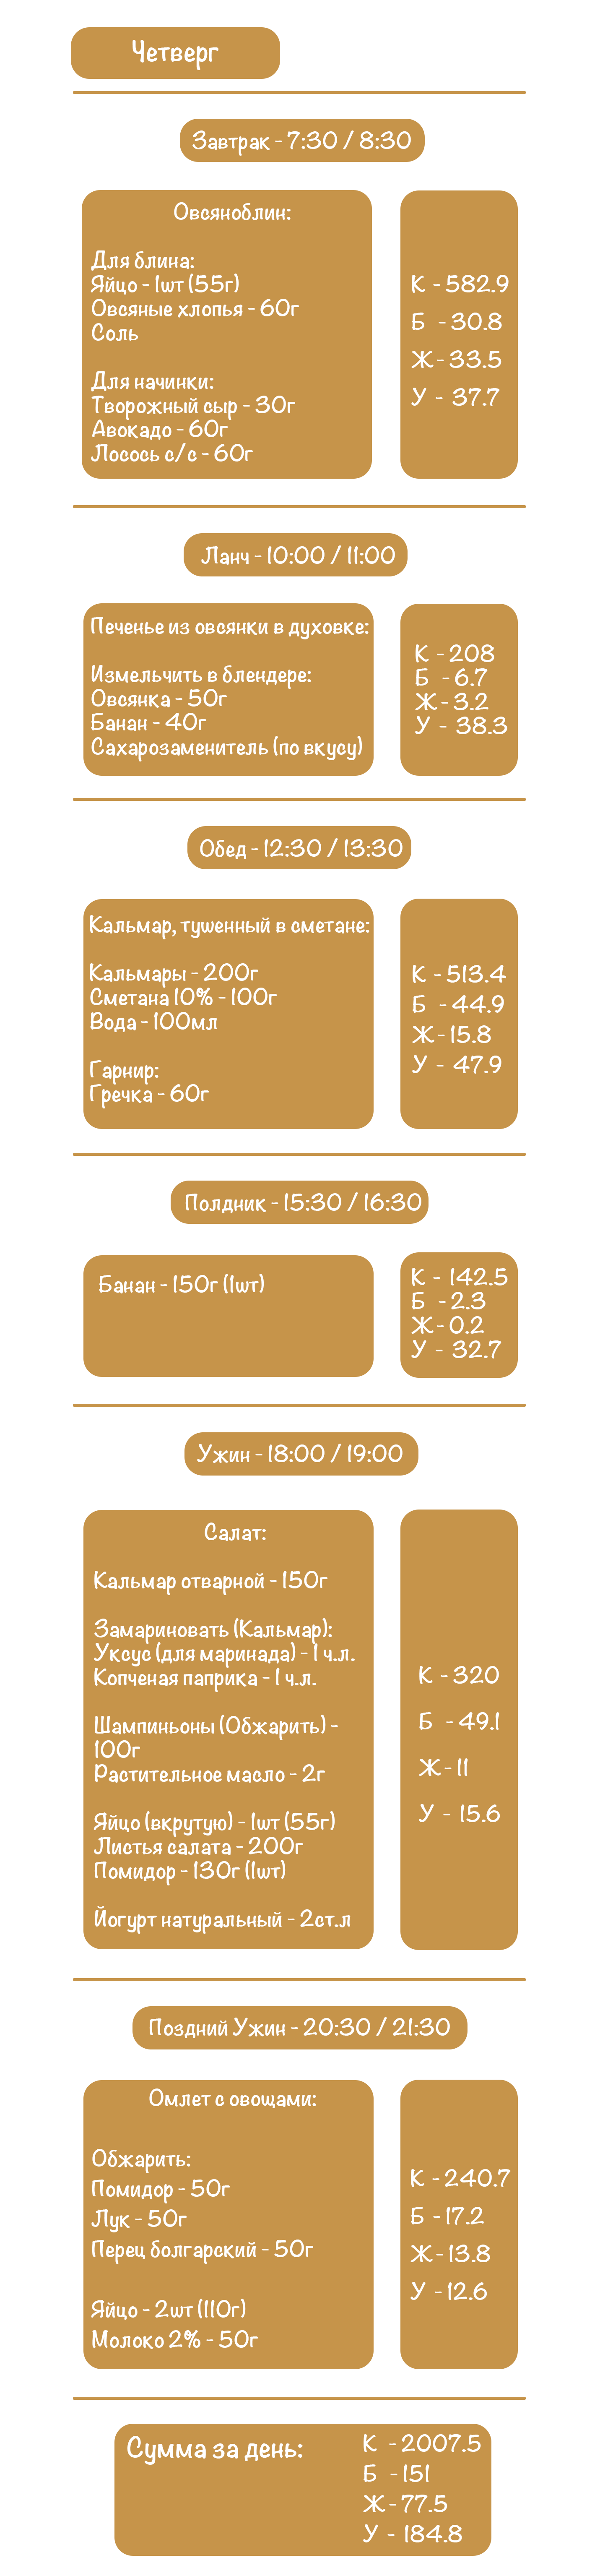 Четверг
Завтрак - 7:30 / 8:30
Овсяноблин:
Для блина:
Яйцо - 1шт (55г)
Овсяные хлопья - 60г
Соль
Для начинки:
Творожный сыр - 30г
Авокадо - 60г
Лосось с/с - 60г
К - 582.9
Б - 30.8
Ж - 33.5
У - 37.7
Ланч - 10:00 / 11:00
Печенье из овсянки в духовке:
Измельчить в блендере:
Овсянка - 50г
Банан - 40г
Сахарозаменитель (по вкусу)
К - 208
Б - 6.7
Ж - 3.2
У - 38.3
Обед - 12:30 / 13:30
Кальмар, тушенный в сметане:
Кальмары - 200г
Сметана 10% - 100г
Вода - 100мл
Гарнир:
Гречка - 60г
К - 513.4
Б - 44.9
Ж - 15.8
У - 47.9
Полдник - 15:30 / 16:30
Банан - 150г (1шт)
К - 142.5
Б - 2.3
Ж - 0.2
У - 32.7
Ужин - 18:00 / 19:00
Салат:
Кальмар отварной - 150г
Замариновать (Кальмар):
Уксус (для маринада) - 1 ч.л.
Копченая паприка - 1 ч.л.
Шампиньоны (Обжарить) -
100г
Растительное масло - 2г
Яйцо (вкрутую) - 1шт (55г)
Листья салата - 200г
Помидор - 130г (1шт)
Йогурт натуральный - 2ст.л
К - 320
Б - 49.1
Ж - 11
У - 15.6
Поздний Ужин - 20:30 / 21:30
Омлет с овощами:
Обжарить:
Помидор - 50г
Лук - 50г
Перец болгарский - 50г
Яйцо - 2шт (110г)
Молоко 2% - 50г
К - 240.7
Б - 17.2
Ж - 13.8
У - 12.6
Сумма за день:
К - 2007.5
Б - 151
Ж - 77.5
У - 184.8